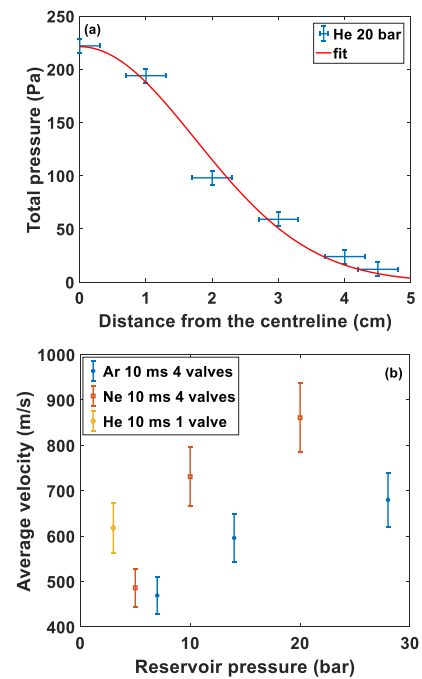 250
(a)
He 20 bar
fit
200
150
100
50
0
Total pressure (Pa)
0 1 2 3 4 5
Distance from the centreline (cm)
1000
Ar 10 ms 4 valves
Ne 10 ms 4 valves
He 10 ms 1 valve
(b)
900
800
700
600
500
400
Average velocity (m/s)
0 10 20 30
Reservoir pressure (bar)